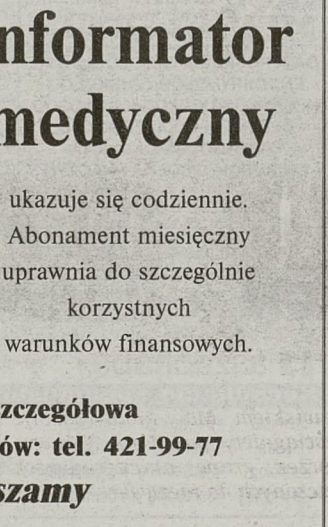 nformator
medyczny
ukazuje się codziennie.
Abonament miesięczny
uprawnia do szczególnie
korzystnych
warunków finansowych.
zczegółowa
ów: tel. 421-99-77
szamy